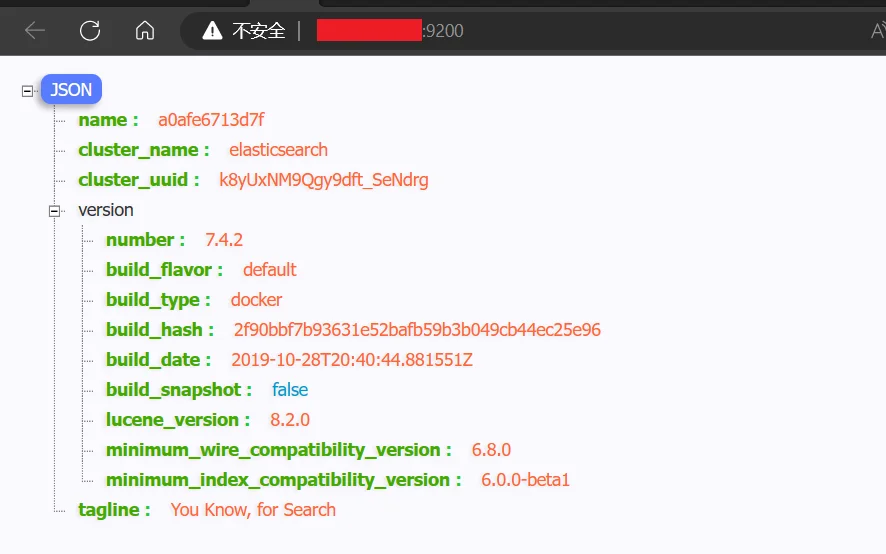 不安全 | :9200
JSON
name : a0afe6713d7f
cluster_name : elasticsearch
cluster_uuid : k8yUxNM9Qgy9dft_SeNdrg
version
number : 7.4.2
build_flavor : default
build_type : docker
build_hash : 2f90bbf7b93631e52bafb59b3b049cb44ec25e96
build_date : 2019-10-28T20:40:44.881551Z
build_snapshot : false
lucene_version : 8.2.0
minimum_wire_compatibility_version : 6.8.0
minimum_index_compatibility_version : 6.0.0-beta1
tagline : You Know, for Search